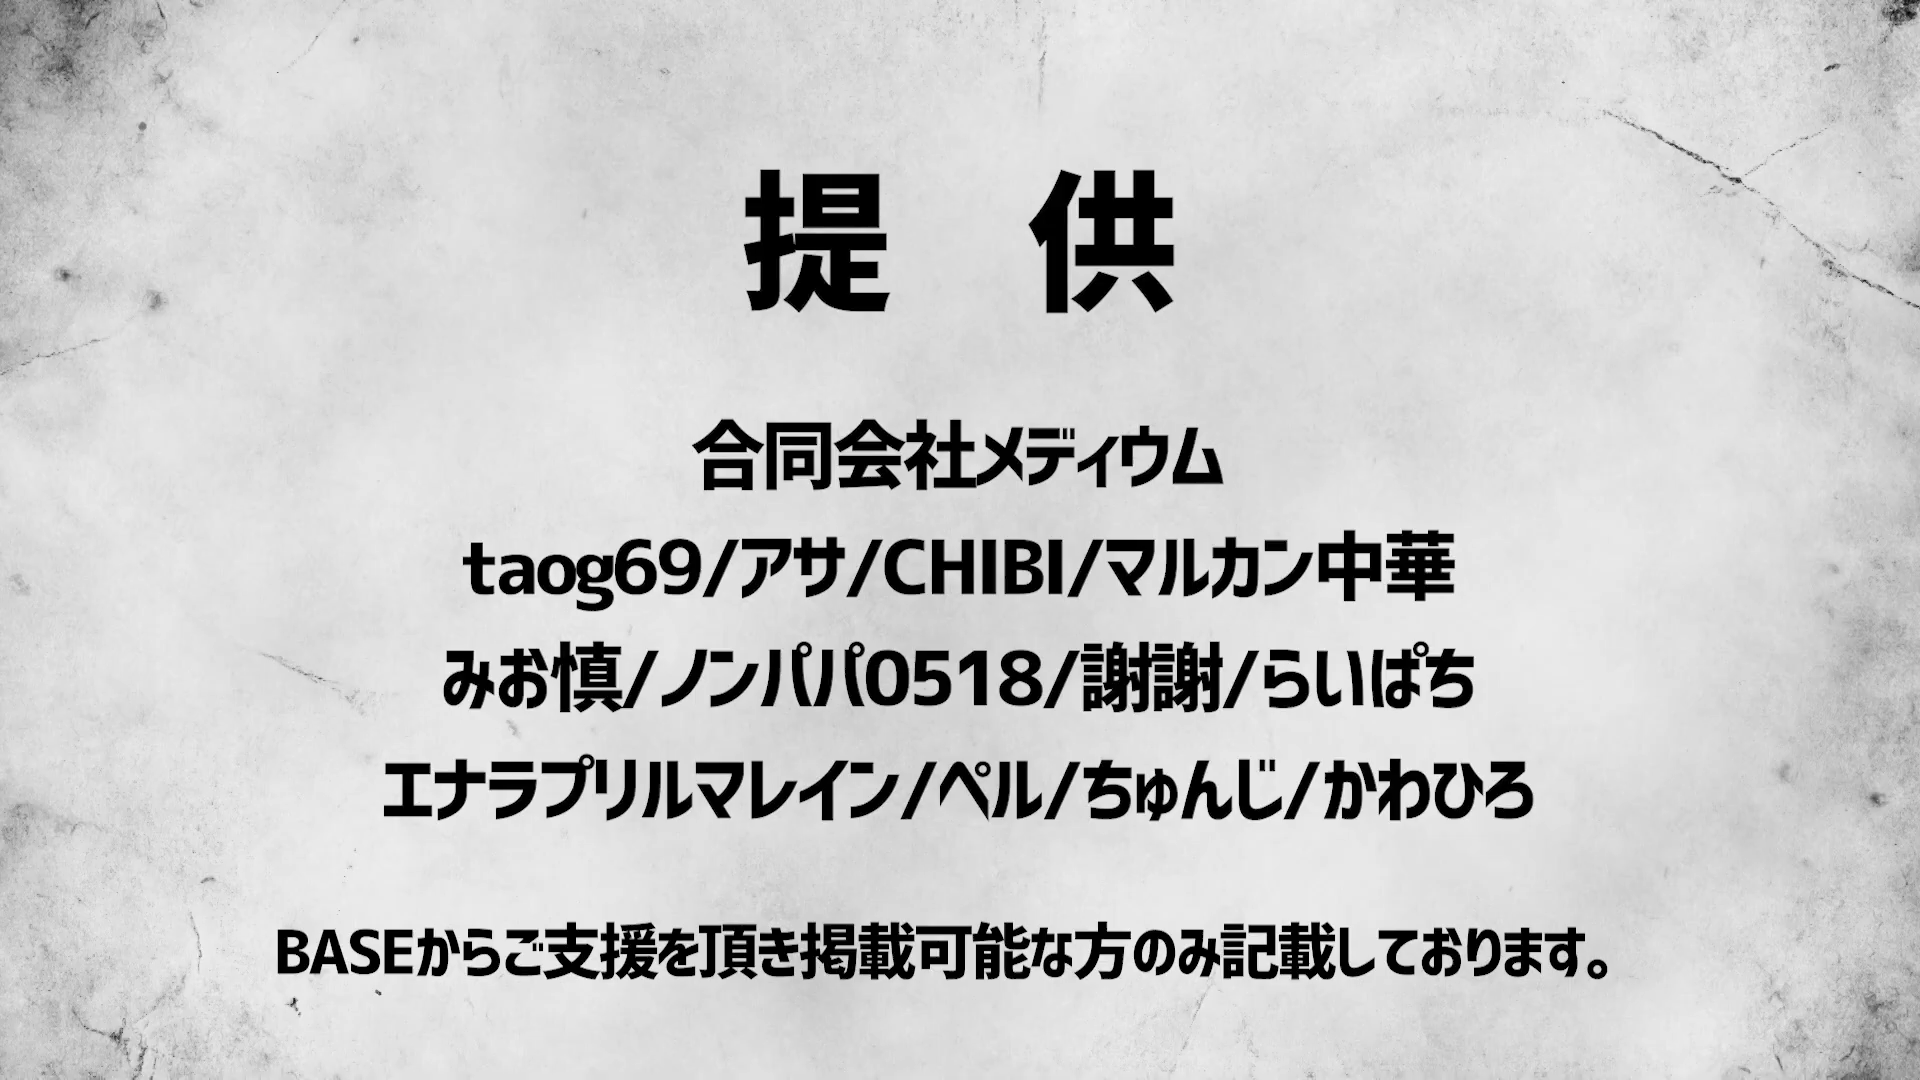 提 供
合同会社メディウム
taog69/アサ/CHIBI/マルカン中華
みお慎/ノンパパ0518/謝謝/らいぱち
エナラプリルマレイン/ペル/ちゅんじ/かわひろ
BASEからご支援を頂き掲載可能な方のみ記載しております。